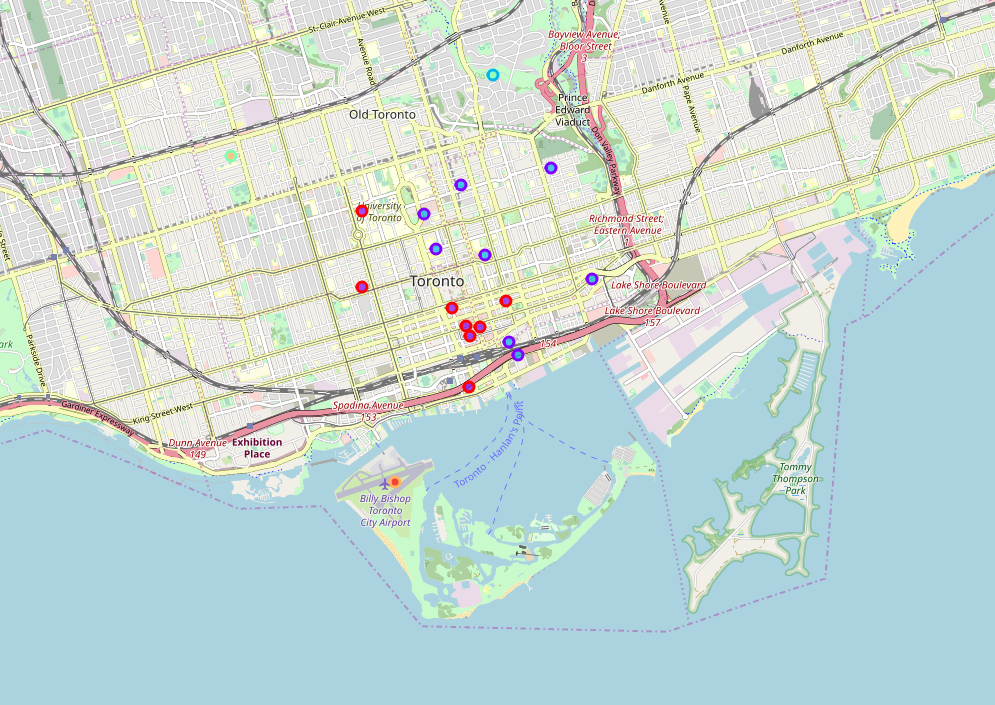 St-Clair-Avenue West
Avenue Road
Bayview Avenue;
Bloor Street
3
Danforth Avenue
Danforth Avenue
Pape Avenue
Prince
Edward
Viaduct
Old Toronto
Don Valley Parkway
University
of Toronto
Richmond Street;
Eastern Avenue
Toronto
Lake Shore Boulevard
Lake Shore Boulevard
157
154
Parkside Drive
Spadina Avenue
153
King Street West
Gardiner Expressway
Dunn Avenue
149
Exhibition
Place
Toronto - Hanlan's Point
Billy Bishop
Toronto
City Airport
Tommy
Thompson
Park